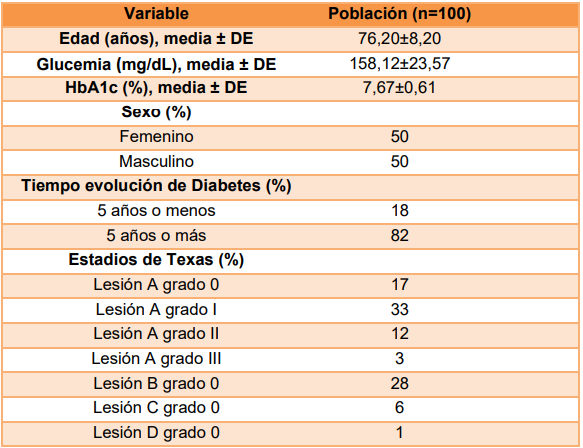 Variable Población (n=100)
Edad (años), media ± DE 76,20±8,20
Glucemia (mg/dL), media ± DE 158,12±23,57
HbA1c (%), media ± DE 7,67±0,61
Sexo (%)
Femenino 50
Masculino 50
Tiempo evolución de Diabetes (%)
5 años o menos 18
5 años o más 82
Estadios de Texas (%)
Lesión A grado 0 17
Lesión A grado I 33
Lesión A grado II 12
Lesión A grado III 3
Lesión B grado 0 28
Lesión C grado 0 6
Lesión D grado 0 1